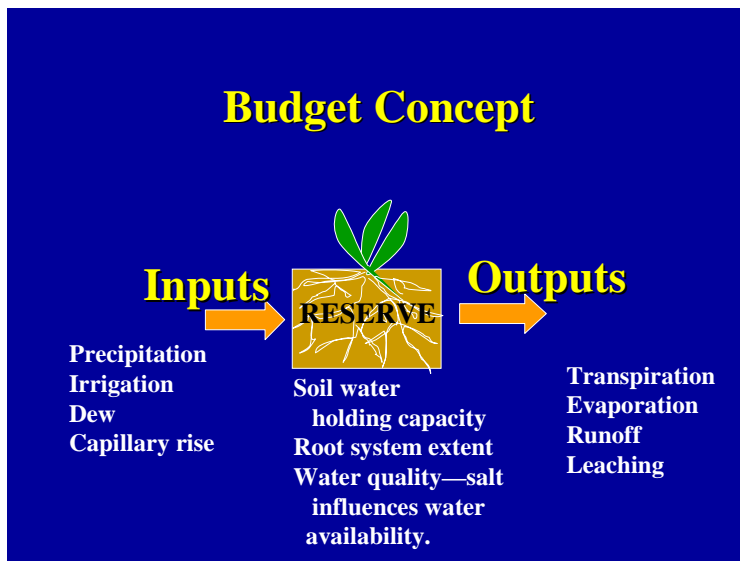 Budget Concept
Inputs
RESERVE
Outputs
Precipitation
Irrigation
Dew
Capillary rise
Soil water
holding capacity
Root system extent
Water quality—salt
influences water
availability.
Transpiration
Evaporation
Runoff
Leaching